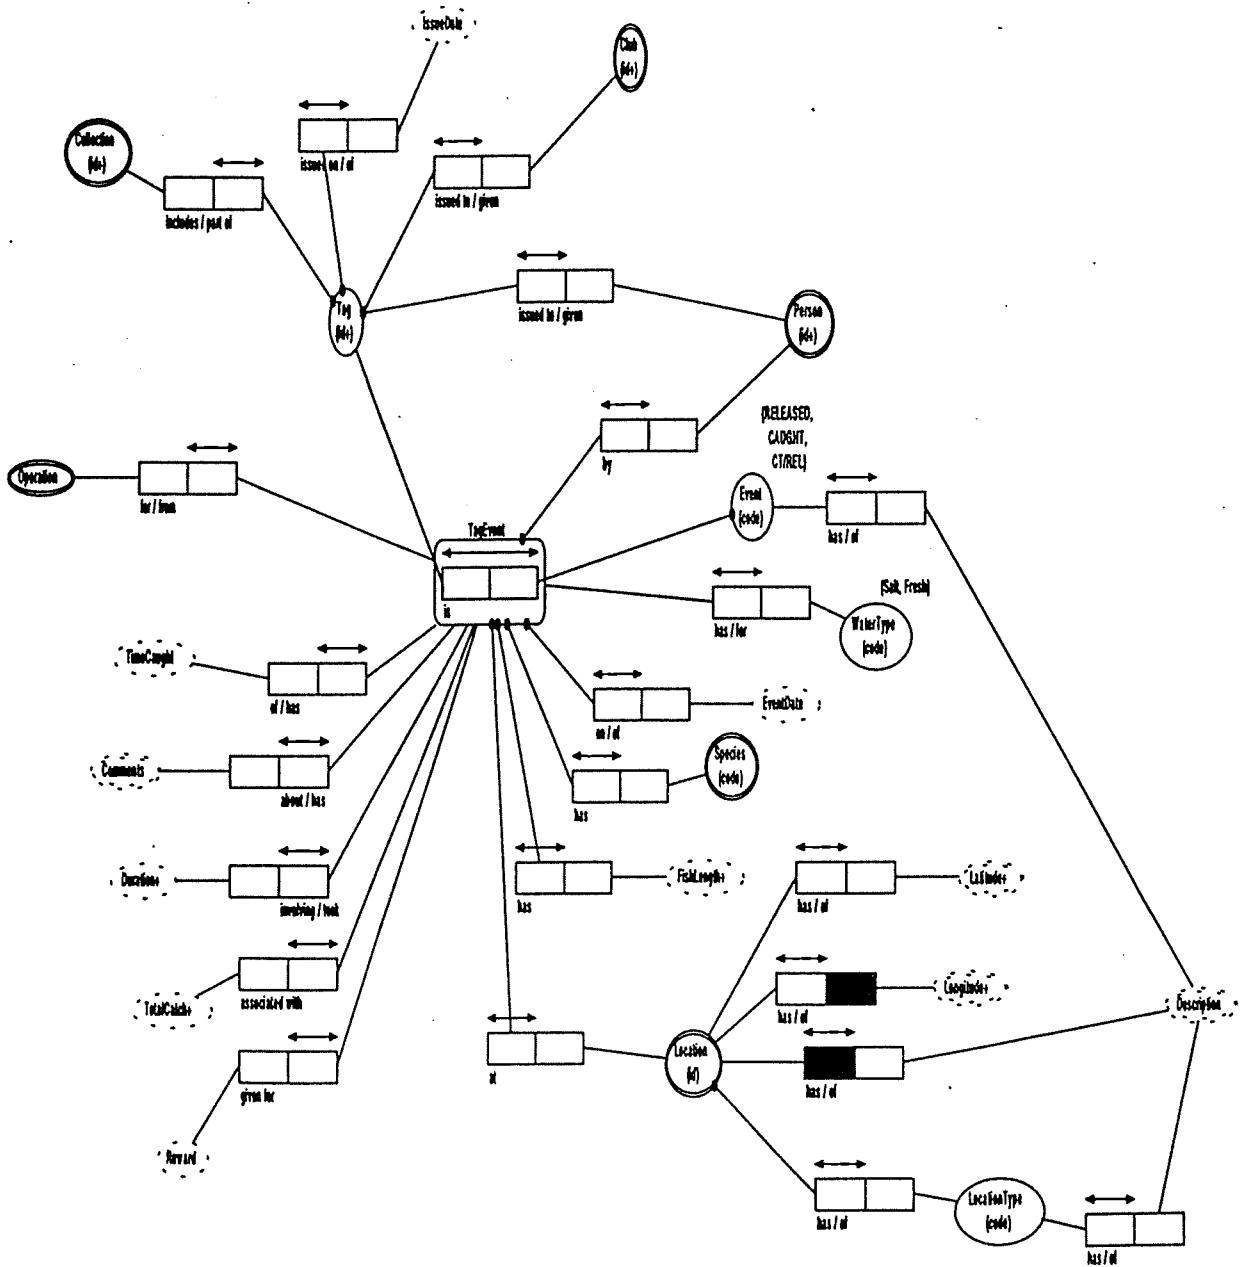 IssueDate
Club
(id+)
Collection
(id+)
issued on / of
issued to / given
includes / part of
Tag
(id+)
issued to / given
Person
(id+)
{RELEASED,
CAUGHT,
CT/REL}
by
Operation
for / from
Event
(code)
has / of
TagEvent
is
{Salt, Fresh}
has / for
WaterType
(code)
TimeCaught
of / has
EventDate
on / of
Comments
about / has
Species
(code)
has
Duration+
involving / took
has
FishLength+
has / of
Latitude+
TotalCatch+
associated with
has / of
Longitude+
Description
at
Location
(id)
has / of
given for
Reward
has / of
LocationType
(code)
has / of